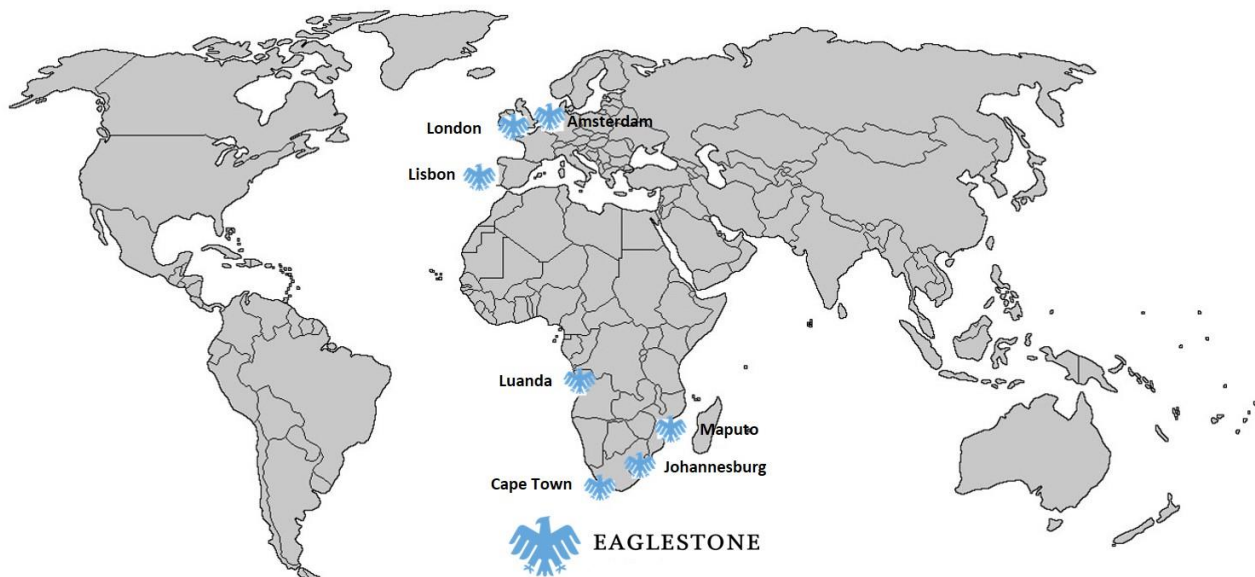 London
Amsterdam
Lisbon
Luanda
Maputo
Johannesburg
Cape Town
EAGLESTONE